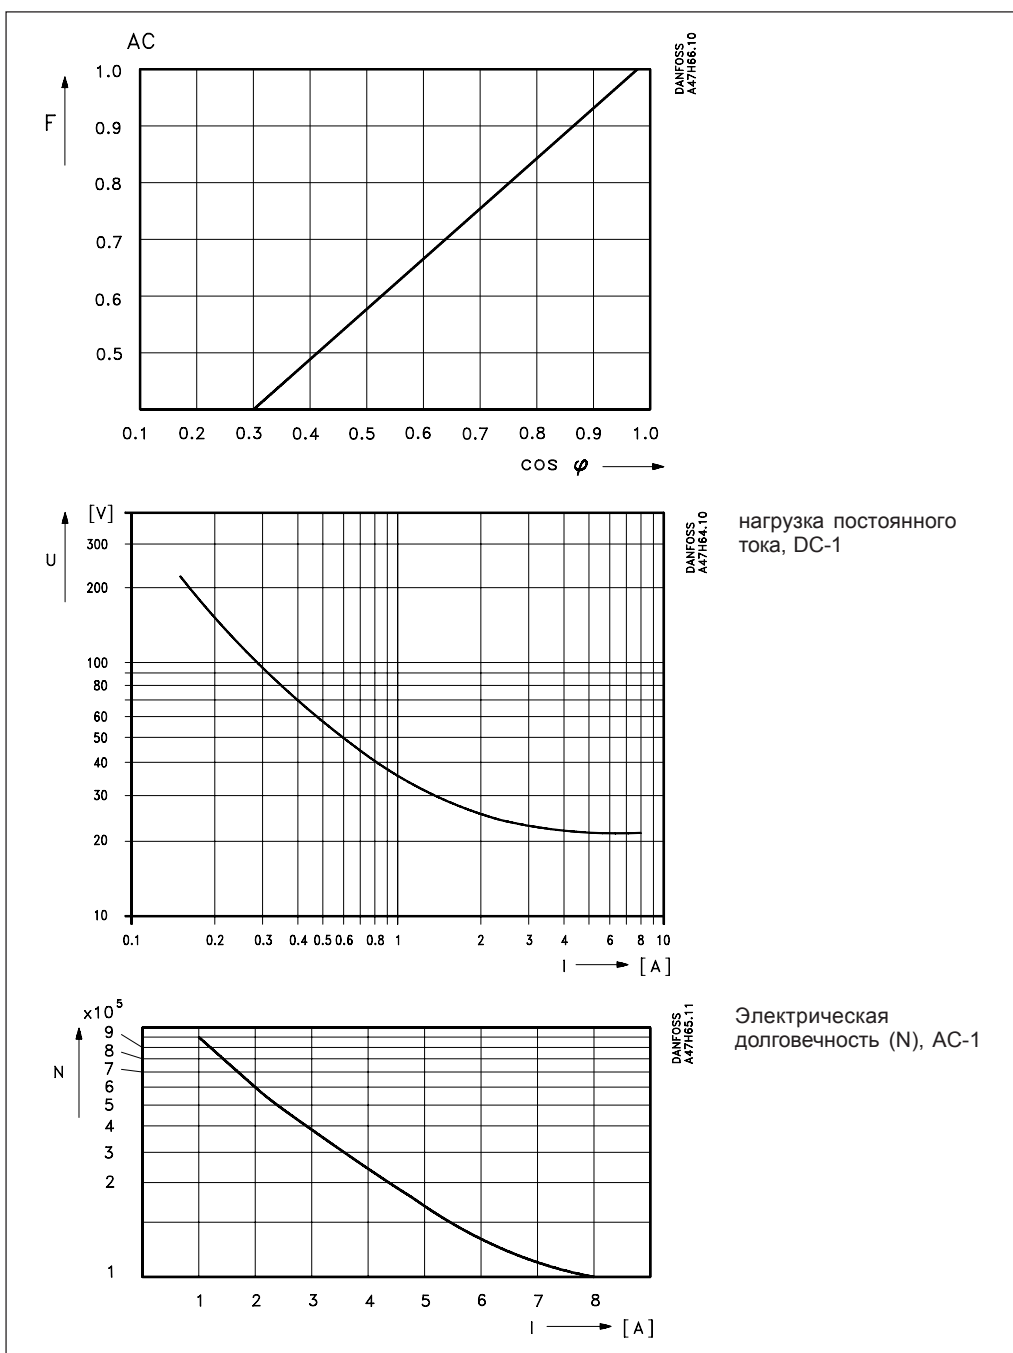 AC
DANFOSS
A47H66.10
F
1.0
0.9
0.8
0.7
0.6
0.5
0.1 0.2 0.3 0.4 0.5 0.6 0.7 0.8 0.9 1.0
cos φ
[V]
U
300
200
100
80
60
50
40
30
20
10
0.1 0.2 0.3 0.4 0.5 0.6 0.8 1 2 3 4 6 8 10
I [A]
DANFOSS
A47H64.10
нагрузка постоянного
тока, DC-1
x10⁵
N
9
8
7
6
5
4
3
2
1
1 2 3 4 5 6 7 8
I [A]
DANFOSS
A47H65.11
Электрическая
долговечность (N), AC-1